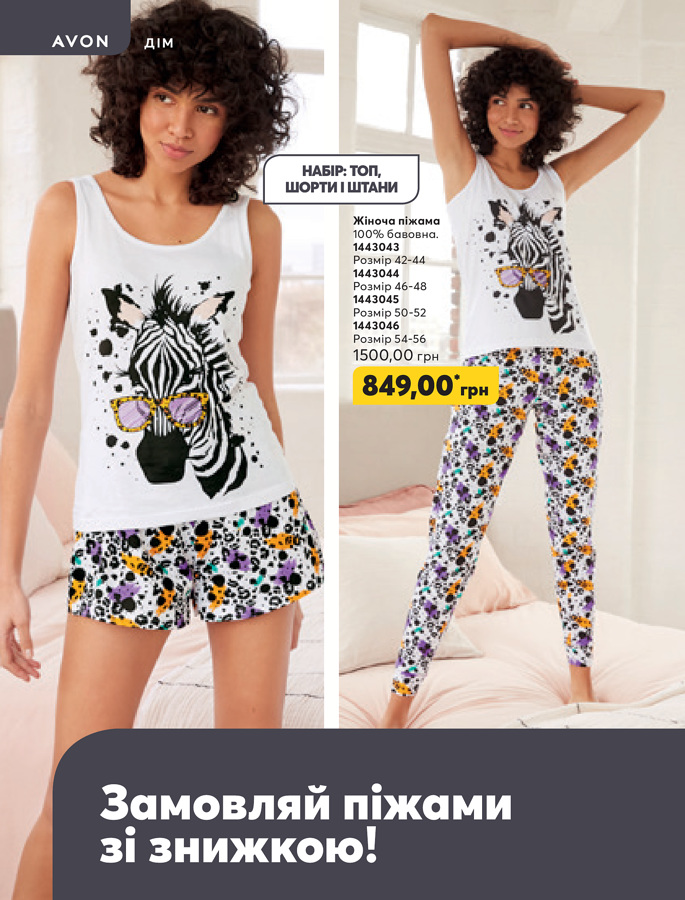 AVON
ДІМ
НАБІР: ТОП,
ШОРТИ І ШТАНИ
Жіноча піжама
100% бавовна.
1443043
Розмір 42-44
1443044
Розмір 46-48
1443045
Розмір 50-52
1443046
Розмір 54-56
1500,00 грн
849,00* грн
Замовляй піжами
зі знижкою!